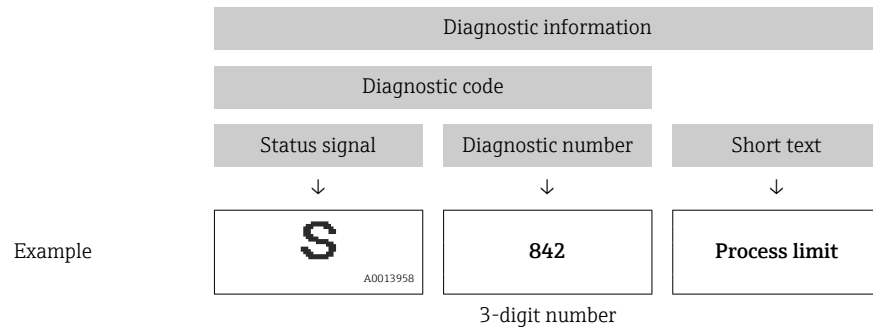 Diagnostic information
Diagnostic code
Status signal Diagnostic number Short text
↓ ↓ ↓
Example S 842 Process limit
A0013958
3-digit number